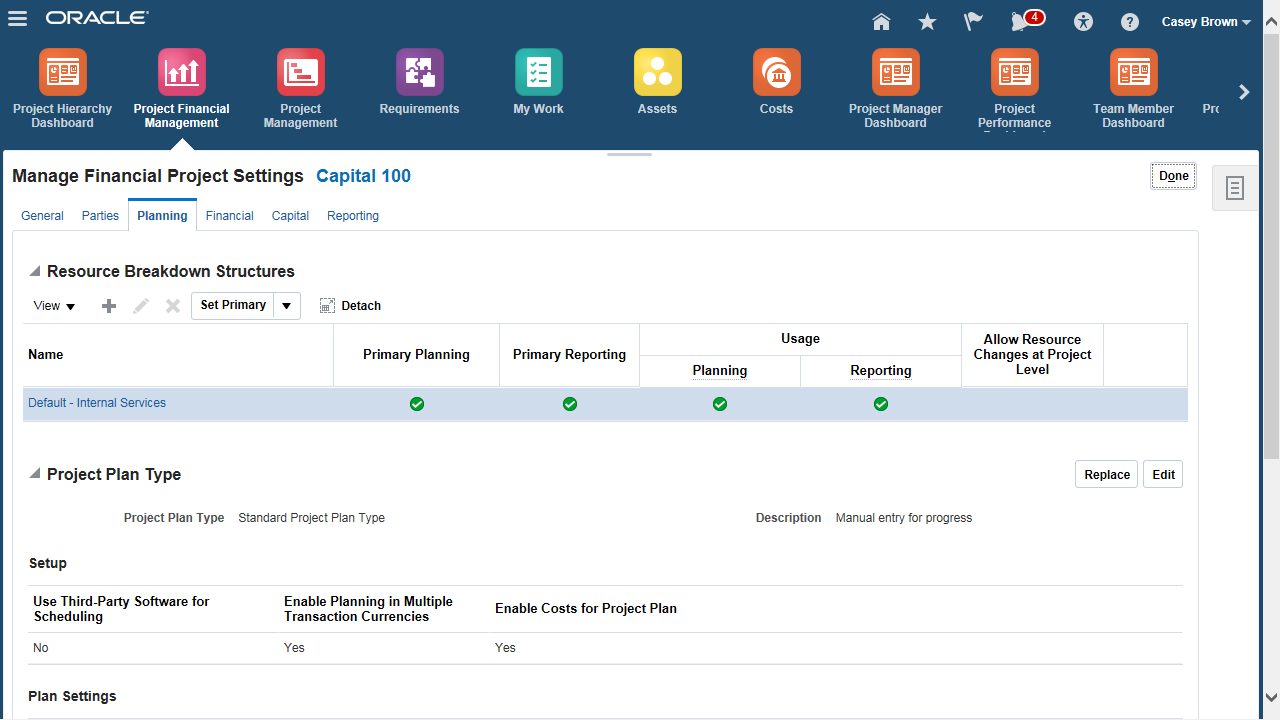 ORACLE
4
Casey Brown
Project Hierarchy
Dashboard
Project Financial
Management
Project
Management
Requirements
My Work
Assets
Costs
Project Manager
Dashboard
Project
Performance
Team Member
Dashboard
Manage Financial Project Settings Capital 100
Done
General Parties Planning Financial Capital Reporting
Resource Breakdown Structures
View Set Primary Detach
Name
Primary Planning
Primary Reporting
Usage
Planning
Reporting
Allow Resource
Changes at Project
Level
Default - Internal Services
Project Plan Type
Replace Edit
Project Plan Type Standard Project Plan Type
Description Manual entry for progress
Setup
Use Third-Party Software for
Scheduling
Enable Planning in Multiple
Transaction Currencies
Enable Costs for Project Plan
No Yes Yes
Plan Settings